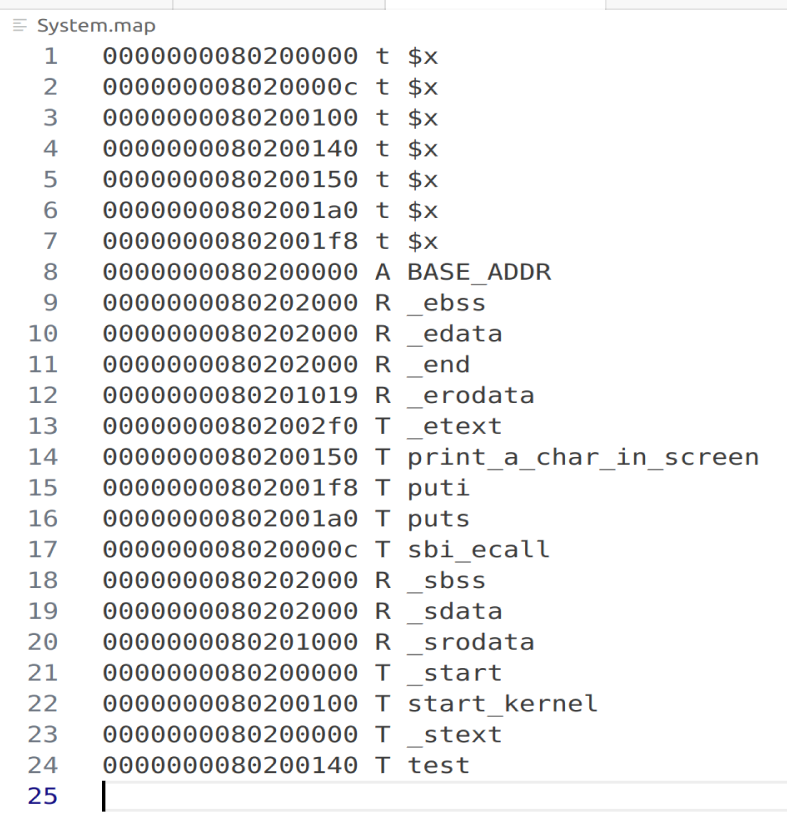 System.map
1 0000000080200000 t $x
2 000000008020000c t $x
3 0000000080200100 t $x
4 0000000080200140 t $x
5 0000000080200150 t $x
6 00000000802001a0 t $x
7 00000000802001f8 t $x
8 0000000080200000 A BASE_ADDR
9 0000000080202000 R _ebss
10 0000000080202000 R _edata
11 0000000080202000 R _end
12 0000000080201019 R _erodata
13 00000000802002f0 T _etext
14 0000000080200150 T print_a_char_in_screen
15 00000000802001f8 T puti
16 00000000802001a0 T puts
17 000000008020000c T sbi_ecall
18 0000000080202000 R _sbss
19 0000000080202000 R _sdata
20 0000000080201000 R _srodata
21 0000000080200000 T _start
22 0000000080200100 T start_kernel
23 0000000080200000 T _stext
24 0000000080200140 T test
25